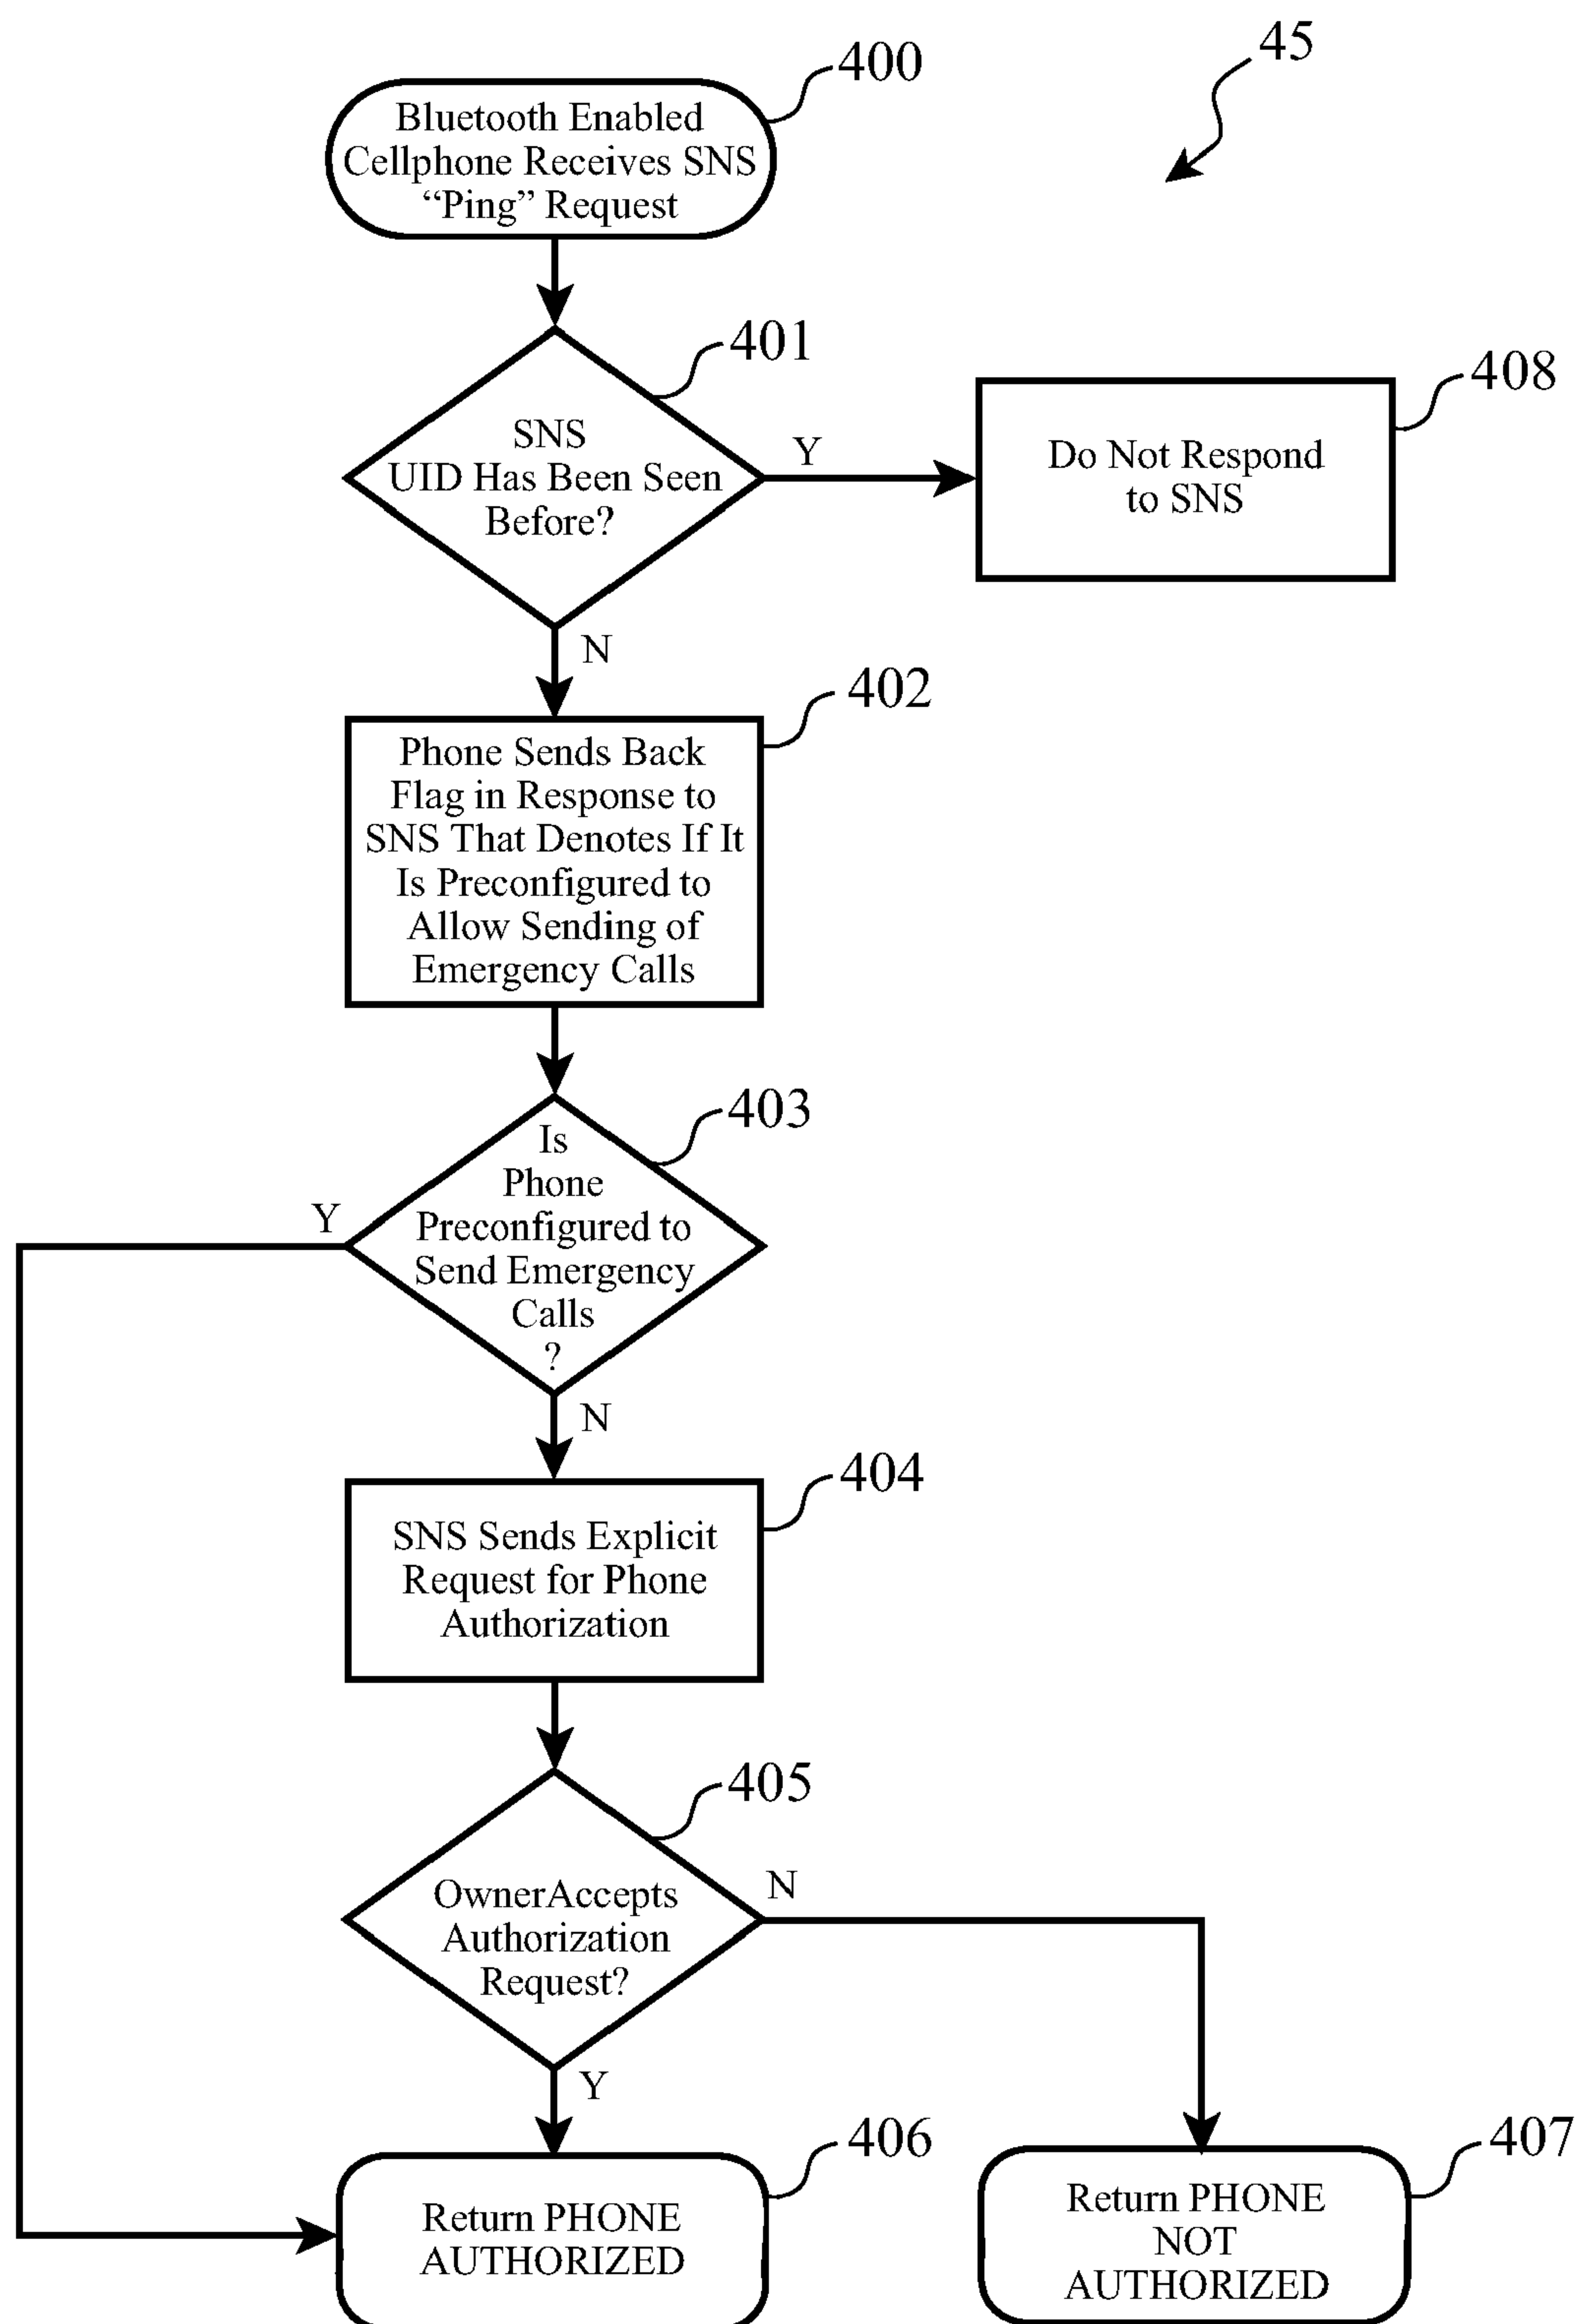 45
400
Bluetooth Enabled
Cellphone Receives SNS
“Ping” Request
401
SNS
UID Has Been Seen
Before?
Y
408
Do Not Respond
to SNS
N
402
Phone Sends Back
Flag in Response to
SNS That Denotes If It
Is Preconfigured to
Allow Sending of
Emergency Calls
403
Is
Phone
Preconfigured to
Send Emergency
Calls
?
Y
N
404
SNS Sends Explicit
Request for Phone
Authorization
405
OwnerAccepts
Authorization
Request?
N
Y
406
Return PHONE
AUTHORIZED
407
Return PHONE
NOT
AUTHORIZED